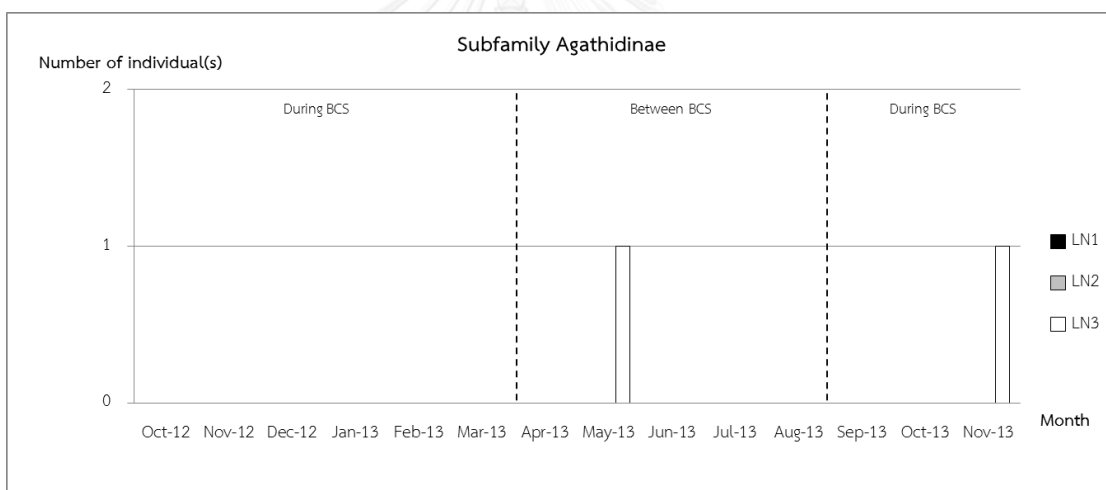 Subfamily Agathidinae
Number of individual(s)
2
During BCS
Between BCS
During BCS
1
LN1
LN2
LN3
0
Month
Oct-12 Nov-12 Dec-12 Jan-13 Feb-13 Mar-13 Apr-13 May-13 Jun-13 Jul-13 Aug-13 Sep-13 Oct-13 Nov-13